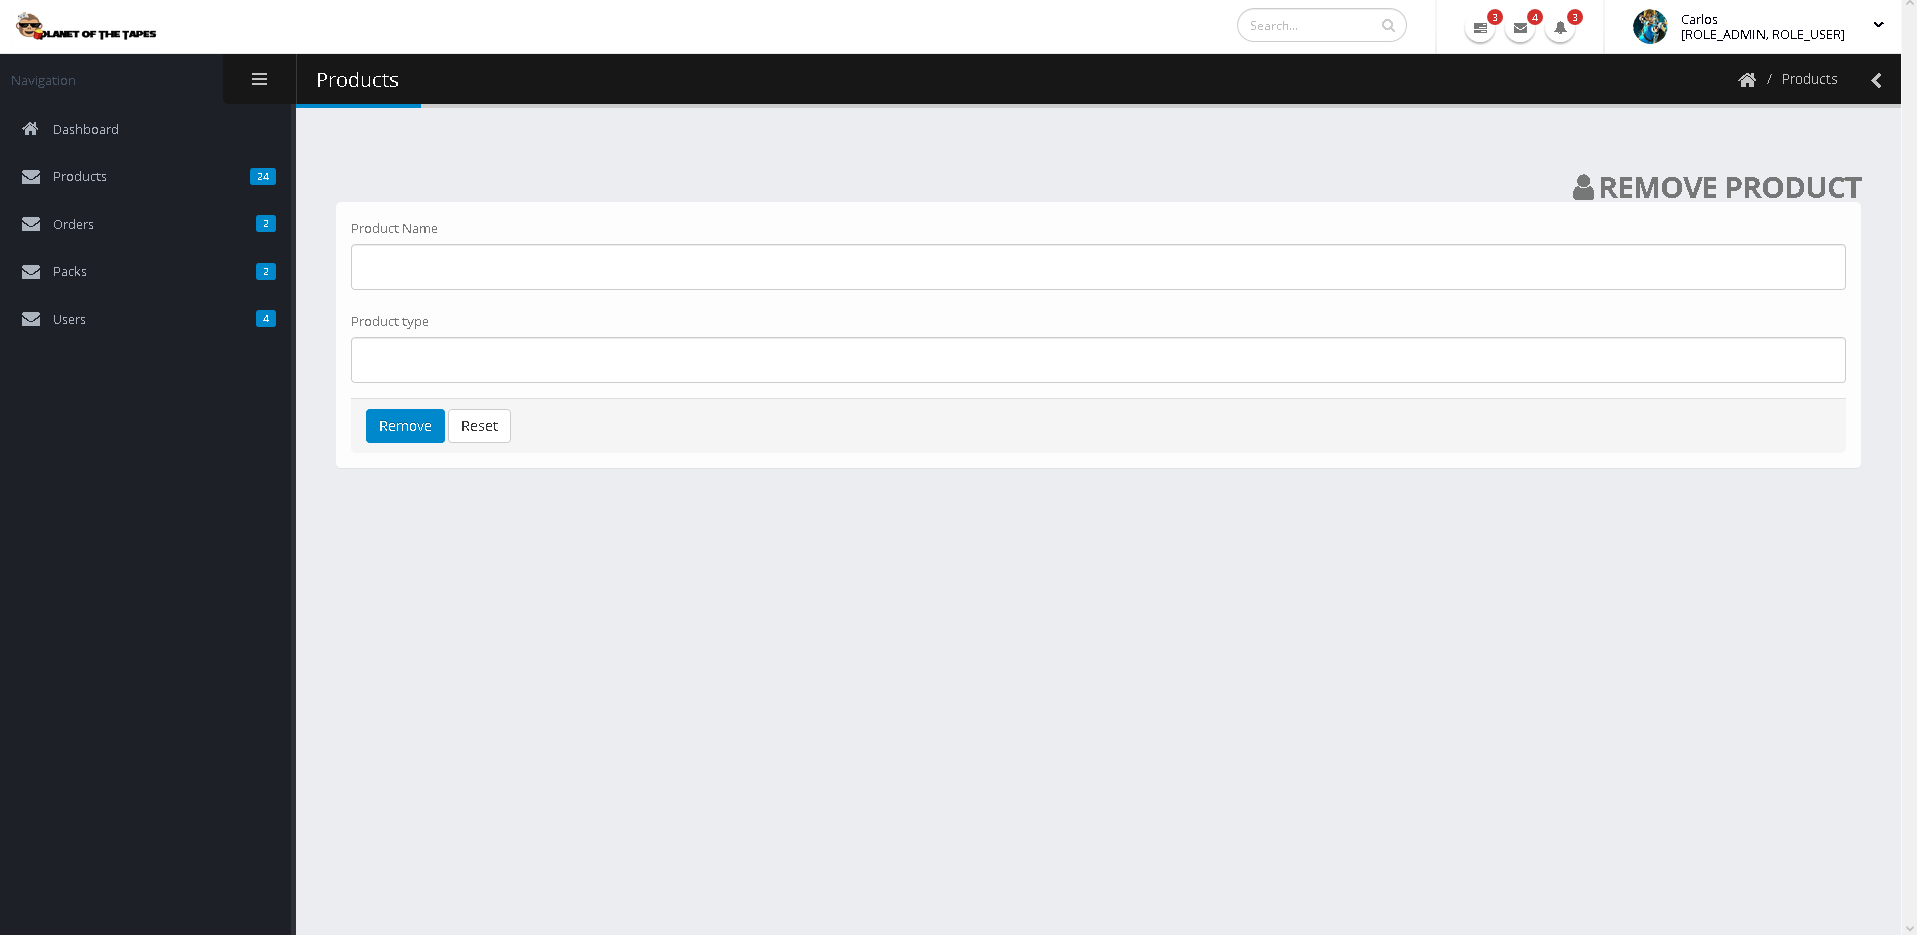 PLANET OF THE TAPES
Search...
3
4
3
Carlos
[ROLE_ADMIN, ROLE_USER]
Navigation
Products
/ Products
Dashboard
Products 24
Orders 2
Packs 2
Users 4
REMOVE PRODUCT
Product Name
Product type
Remove Reset